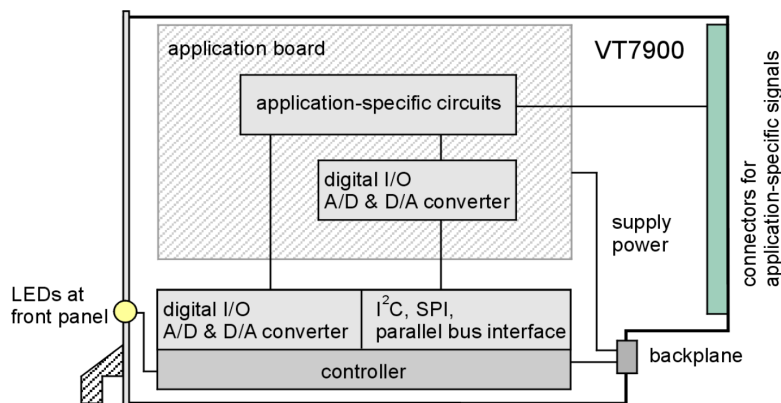 application board
VT7900
application-specific circuits
digital I/O
A/D & D/A converter
supply
power
connectors for
application-specific signals
LEDs at
front panel
digital I/O
A/D & D/A converter
I²C, SPI,
parallel bus interface
backplane
controller